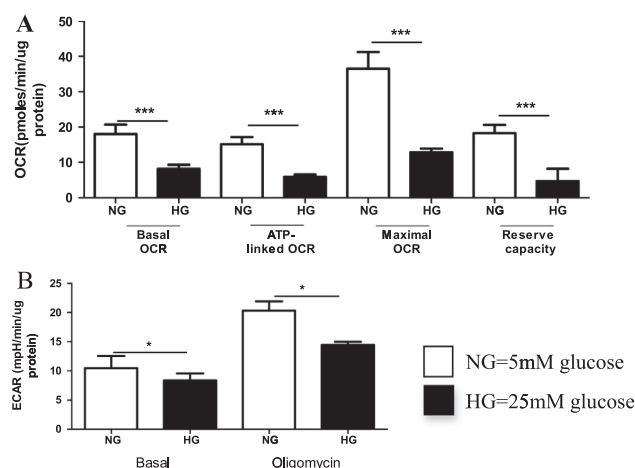 A
OCR(pmoles/min/ug
protein)
50
40
30
20
10
0
***
***
***
***
NG HG NG HG NG HG NG HG
Basal
OCR
ATP-
linked OCR
Maximal
OCR
Reserve
capacity
B
ECAR (mpH/min/ug
protein)
25
20
15
10
5
0
*
*
NG HG NG HG
Basal Oligomycin
NG=5mM glucose
HG=25mM glucose